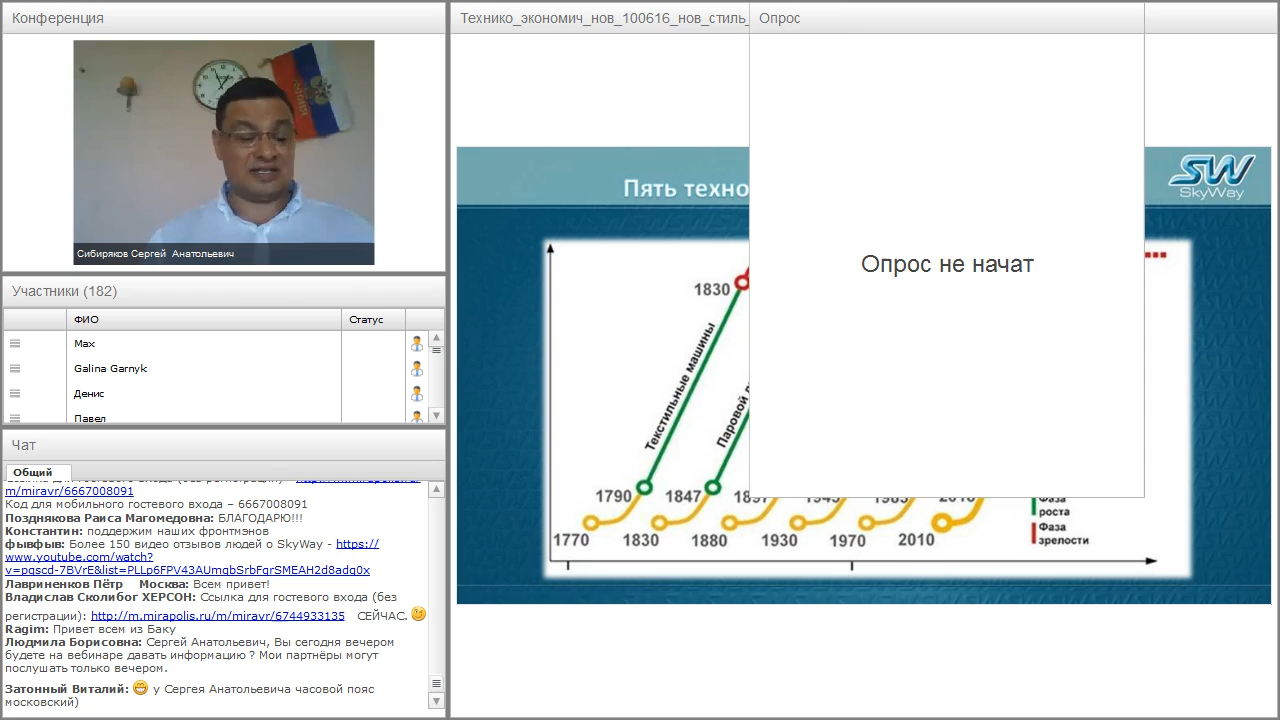 Конференция
Сибиряков Сергей Анатольевич
Участники (182)
ФИО
Статус
Max
Galina Garnyk
Денис
Павел
Чат
Общий
m/miravr/6667008091
Код для мобильного гостевого входа – 6667008091
Позднякова Раиса Магомедовна: БЛАГОДАРЮ!!!
Константин: поддержим наших фронтмэнов
фывфыв: Более 150 видео отзывов людей о SkyWay - https://
www.youtube.com/watch?
v=pgscd-7BVrE&list=PLLp6FPV43AUmqbSrbFqrSMEAH2d8adq0x
Лавриненков Пётр Москва: Всем привет!
Владислав Сколибог ХЕРСОН: Ссылка для гостевого входа (без
регистрации): http://m.mirapolis.ru/m/miravr/6744933135 СЕЙЧАС.
Ragim: Привет всем из Баку
Людмила Борисовна: Сергей Анатольевич, Вы сегодня вечером
будете на вебинаре давать информацию ? Мои партнёры могут
послушать только вечером.
Затонный Виталий: у Сергея Анатольевича часовой пяс
московский)
Технико_экономич_нов_100616_нов_стиль_
Опрос
Опрос не начат
Пять техно
SW
SkyWay
1830
Текстильные машины
Паровой
1790
1847
1770
1830
1880
1930
1970
2010
Фаза
роста
Фаза
зрелости